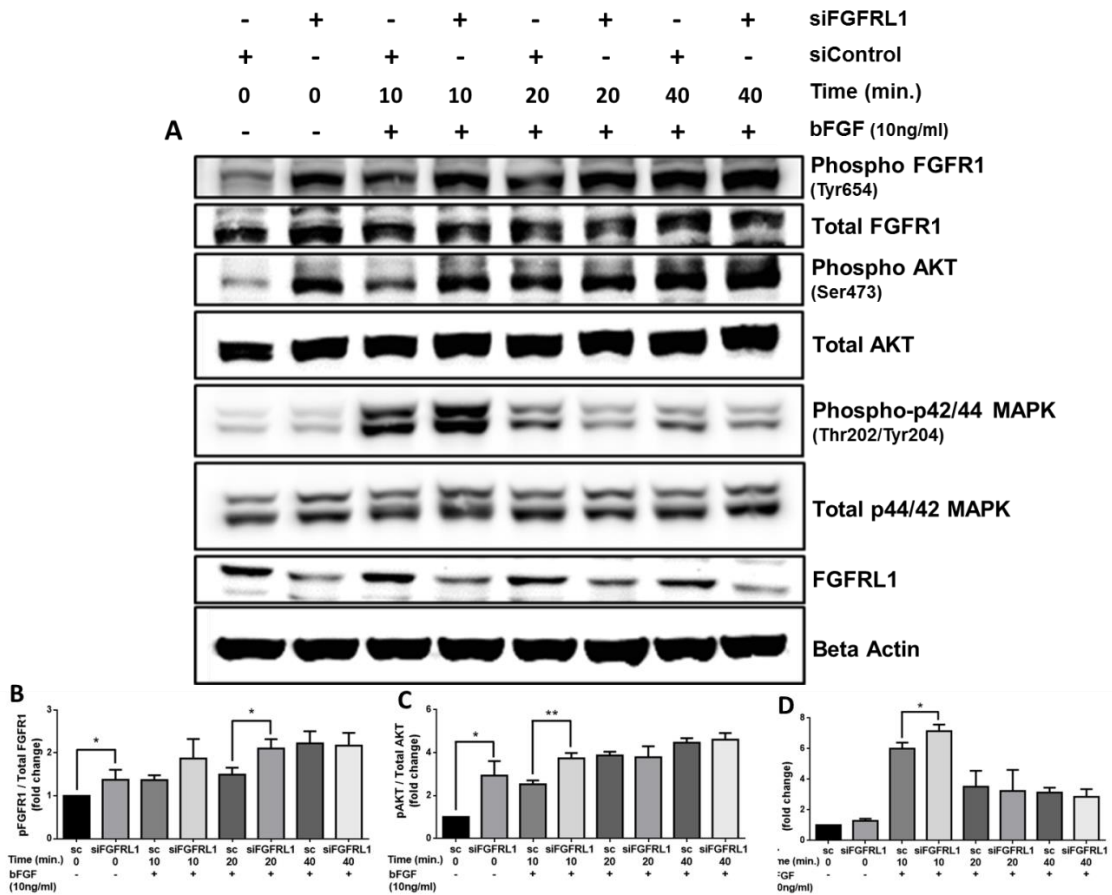 - + - + - + - + siFGFRL1
+ - + - + - + - siControl
0 0 10 10 20 20 40 40 Time (min.)
A - - + + + + + + bFGF (10ng/ml)
Phospho FGFR1
(Tyr654)
Total FGFR1
Phospho AKT
(Ser473)
Total AKT
Phospho-p42/44 MAPK
(Thr202/Tyr204)
Total p44/42 MAPK
FGFRL1
Beta Actin
B
pFGFR1 / Total FGFR1
(fold change)
3
2
1
0
* *
sc siFGFRL1 sc siFGFRL1 sc siFGFRL1 sc siFGFRL1
Time (min.) 0 0 10 10 20 20 40 40
bFGF - - + + + + + +
(10ng/ml)
C
pAKT / Total AKT
(fold change)
6
4
2
0
* **
sc siFGFRL1 sc siFGFRL1 sc siFGFRL1 sc siFGFRL1
Time (min.) 0 0 10 10 20 20 40 40
bFGF - - + + + + + +
(10ng/ml)
D
(fold change)
8
6
4
2
0
*
sc siFGFRL1 sc siFGFRL1 sc siFGFRL1 sc siFGFRL1
me (min.) 0 0 10 10 20 20 40 40
FGF - - + + + + + +
0ng/ml)